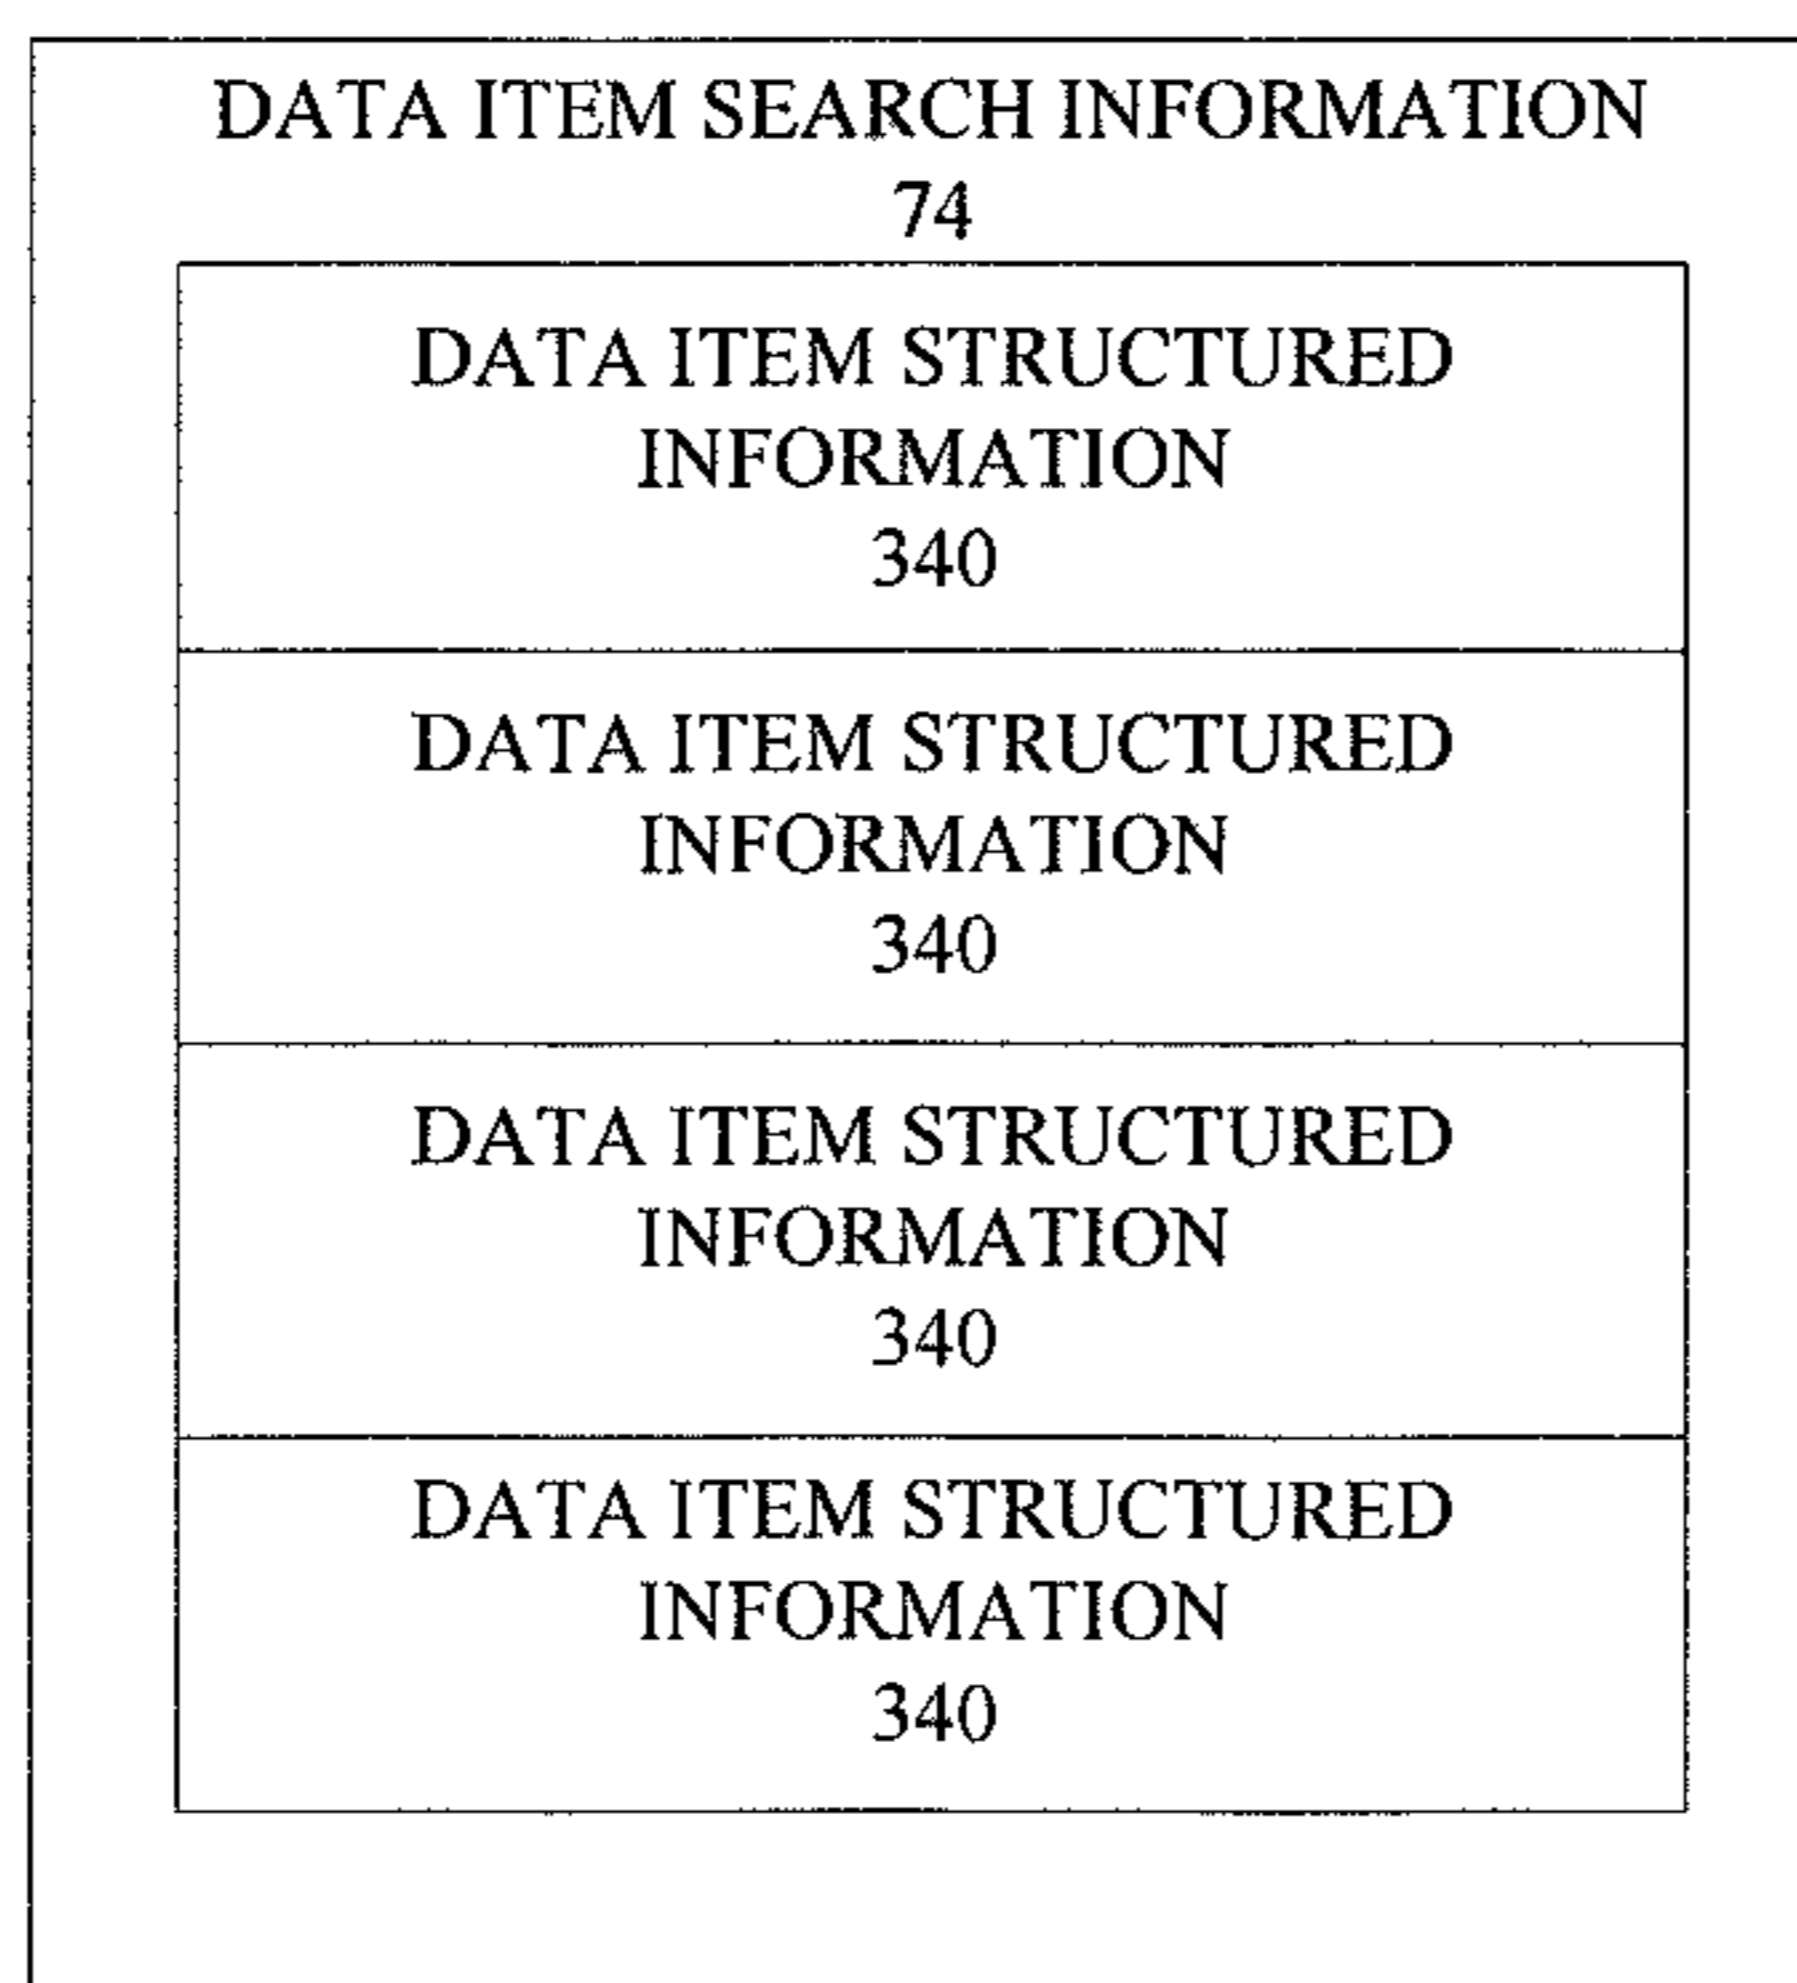 DATA ITEM SEARCH INFORMATION
74
DATA ITEM STRUCTURED
INFORMATION
340
DATA ITEM STRUCTURED
INFORMATION
340
DATA ITEM STRUCTURED
INFORMATION
340
DATA ITEM STRUCTURED
INFORMATION
340